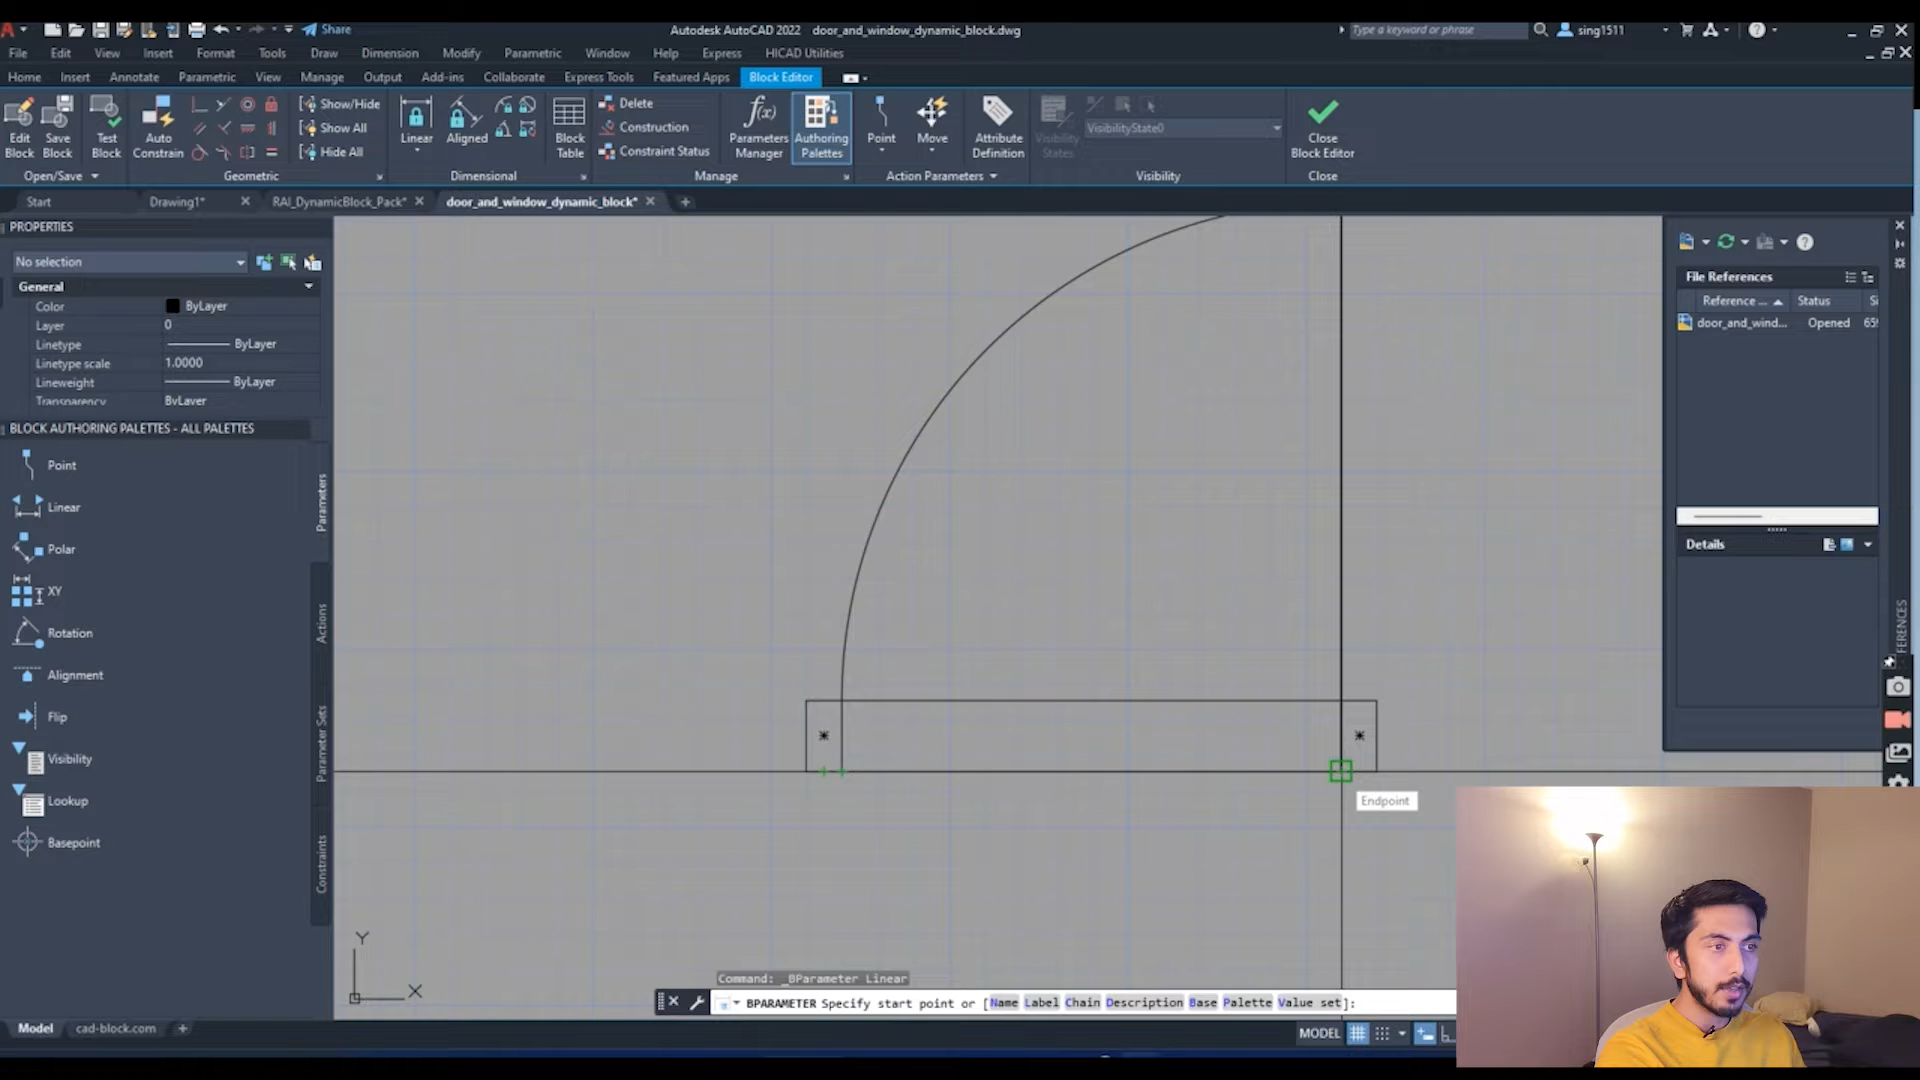 Share
Autodesk AutoCAD 2022 door_and_window_dynamic_block.dwg
Type a keyword or phrase
sing1511
File Edit View Insert Format Tools Draw Dimension Modify Parametric Window Help Express HICAD Utilities
Home Insert Annotate Parametric View Manage Output Add-ins Collaborate Express Tools Featured Apps Block Editor
Edit Block
Save Block
Test Block
Auto Constrain
Show/Hide
Show All
Hide All
Linear
Aligned
Block Table
Delete
Construction
Constraint Status
Parameters Manager
Authoring Palettes
Point
Move
Attribute Definition
Visibility States
VisibilityState0
Close Block Editor
Open/Save Geometric Dimensional Manage Action Parameters Visibility Close
Start Drawing1* RAI_DynamicBlock_Pack* door_and_window_dynamic_block*
PROPERTIES
No selection
General
Color ByLayer
Layer 0
Linetype ByLayer
Linetype scale 1.0000
Lineweight ByLayer
Transparency ByLayer
BLOCK AUTHORING PALETTES - ALL PALETTES
Point
Linear
Polar
XY
Rotation
Alignment
Flip
Visibility
Lookup
Basepoint
Parameters
Actions
Parameter Sets
Constraints
File References
Reference ... Status
door_and_wind... Opened
Details
Endpoint
Y
X
Command: _BParameter Linear
BPARAMETER Specify start point or [Name Label Chain Description Base Palette Value set]:
Model cad-block.com
MODEL